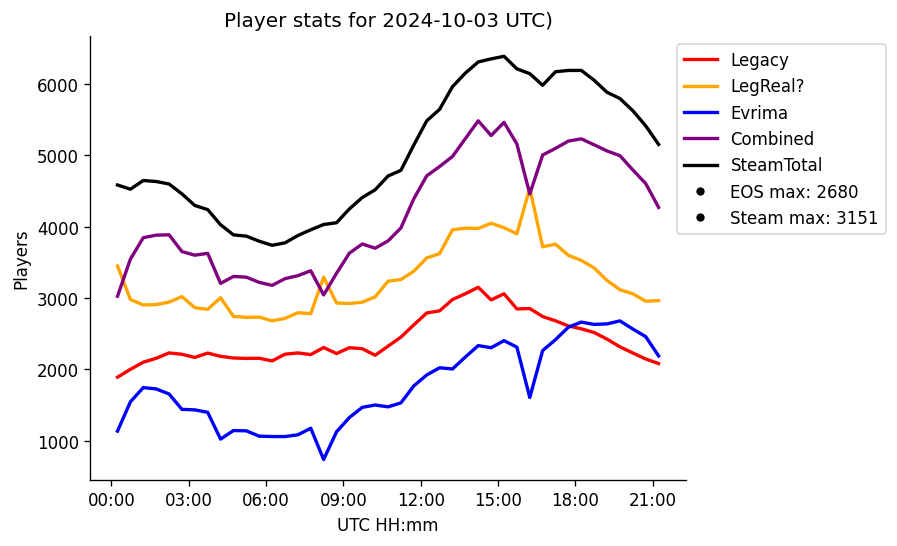 Player stats for 2024-10-03 UTC)
Legacy
LegReal?
Evrima
Combined
SteamTotal
EOS max: 2680
Steam max: 3151
Players
6000
5000
4000
3000
2000
1000
00:00 03:00 06:00 09:00 12:00 15:00 18:00 21:00
UTC HH:mm